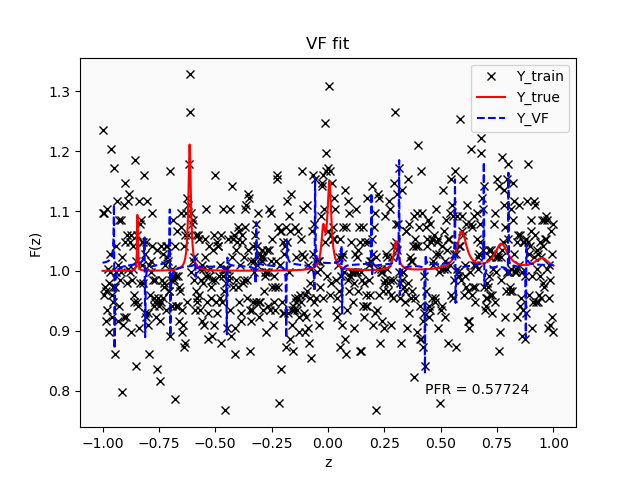 VF fit
Y_train
Y_true
Y_VF
1.3
1.2
1.1
1.0
0.9
0.8
F(z)
PFR = 0.57724
−1.00 −0.75 −0.50 −0.25 0.00 0.25 0.50 0.75 1.00
z